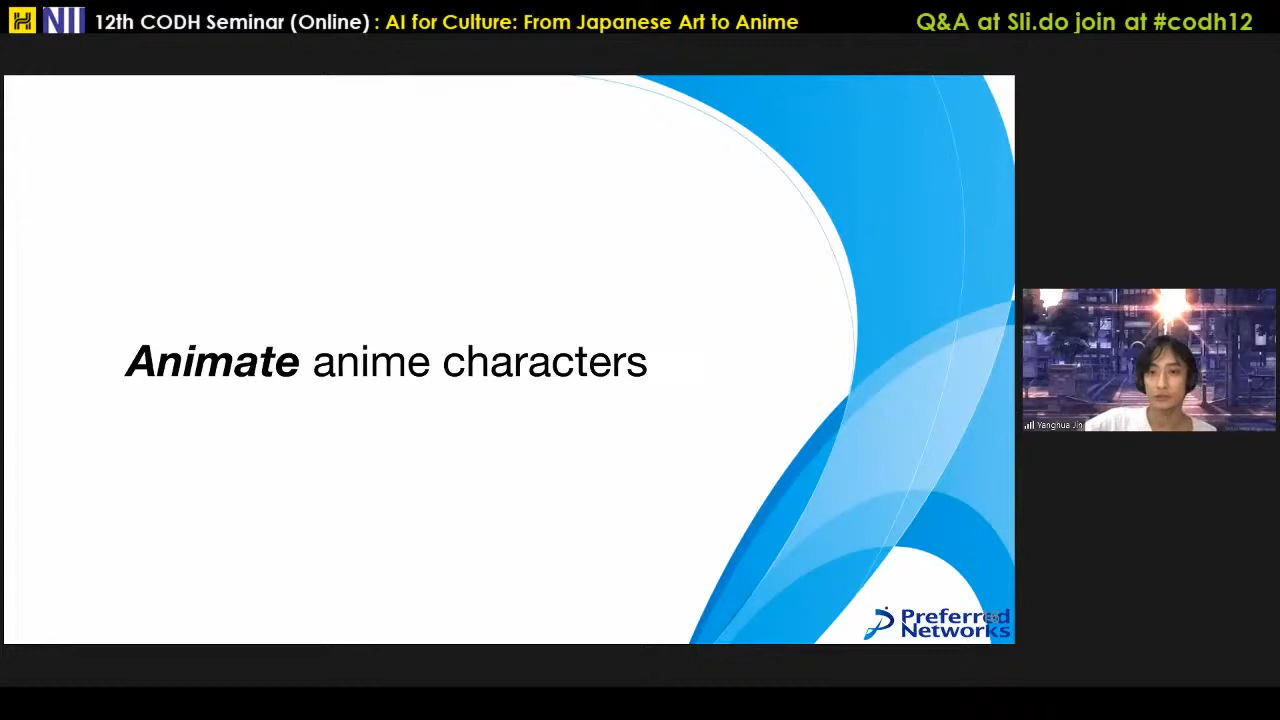 12th CODH Seminar (Online) : AI for Culture: From Japanese Art to Anime
Q&A at Sli.do join at #codh12
NII
Animate anime characters
Yanghua Jin
Preferred
Networks